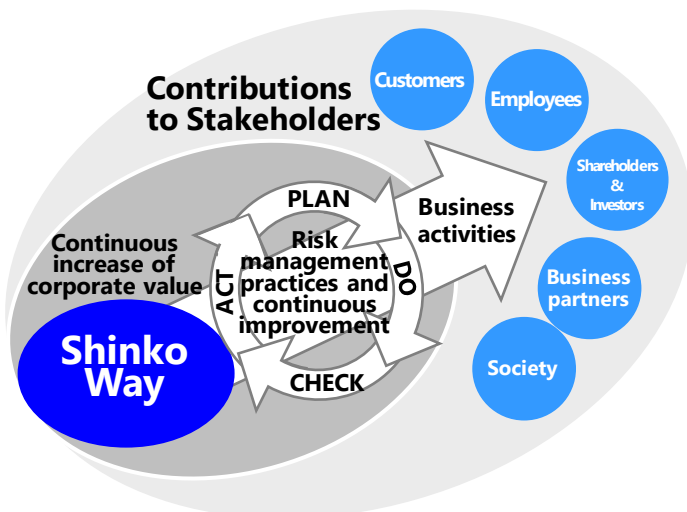 Contributions
to Stakeholders
Customers
Employees
Shareholders
&
Investors
Business
partners
Society
Business
activities
PLAN
DO
CHECK
ACT
Risk
management
practices and
continuous
improvement
Continuous
increase of
corporate value
Shinko
Way